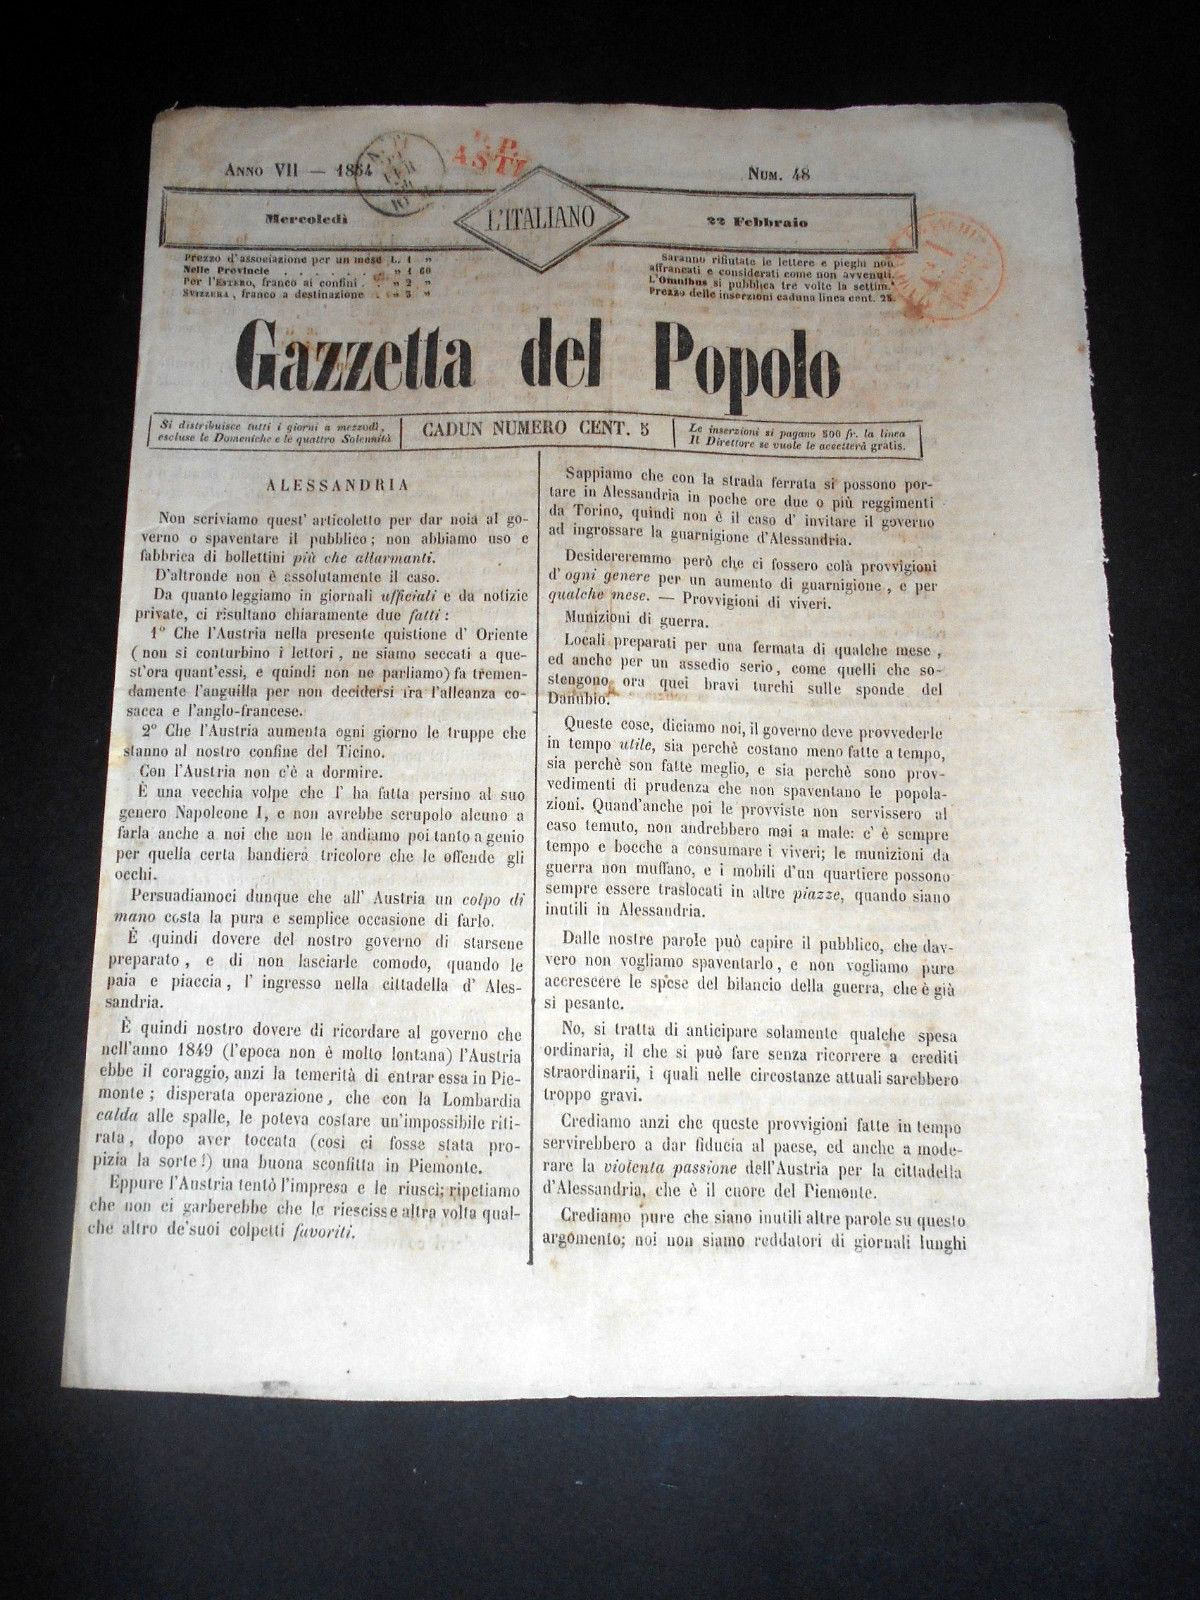 Anno VII — 1854
Num. 48
P.P.
ASTI
Mercoledì
L'ITALIANO
22 Febbraio
Prezzo d'associazione per un mese L. 1 „
Nelle Provincie . . . . . . . „ 1 60
Per l'Estero, franco ai confini . „ 2 „
Svizzera, franco a destinazione . „ 3 „
Saranno rifiutate le lettere e pieghi non
affrancati e considerati come non avvenuti.
L'Omnibus si pubblica tre volte la settim.ª
Prezzo delle inserzioni caduna linea cent. 25.
Gazzetta del Popolo
Si distribuisce tutti i giorni a mezzodì,
escluse le Domeniche e le quattro Solennità
CADUN NUMERO CENT. 5
Le inserzioni si pagano 500 fr. la linea
Il Direttore se vuole le accetterà gratis.
ALESSANDRIA
Non scriviamo quest' articoletto per dar noia al go-
verno o spaventare il pubblico; non abbiamo uso e
fabbrica di bollettini più che allarmanti.
D'altronde non è assolutamente il caso.
Da quanto leggiamo in giornali ufficiali e da notizie
private, ci risultano chiaramente due fatti :
1° Che l'Austria nella presente quistione d' Oriente
( non si conturbino i lettori , ne siamo seccati a que-
st'ora quant'essi, e quindi non ne parliamo) fa tremen-
damente l'anguilla per non decidersi fra l'alleanza co-
sacca e l'anglo-francese.
2° Che l'Austria aumenta ogni giorno le truppe che
stanno al nostro confine del Ticino.
Con l'Austria non c'è a dormire.
È una vecchia volpe che l' ha fatta persino al suo
genero Napoleone I, e non avrebbe scrupolo alcuno a
farla anche a noi che non le andiamo poi tanto a genio
per quella certa bandiera tricolore che le offende gli
occhi.
Persuadiamoci dunque che all' Austria un colpo di
mano costa la pura e semplice occasione di farlo.
È quindi dovere del nostro governo di starsene
preparato , e di non lasciarle comodo, quando le
paia e piaccia , l' ingresso nella cittadella d' Ales-
sandria.
È quindi nostro dovere di ricordare al governo che
nell'anno 1849 (l'epoca non è molto lontana) l'Austria
ebbe il coraggio, anzi la temerità di entrar essa in Pie-
monte ; disperata operazione , che con la Lombardia
calda alle spalle, le poteva costare un'impossibile riti-
rata , dopo aver toccata (così ci fosse stata pro-
pizia la sorte!) una buona sconfitta in Piemonte.
Eppure l'Austria tentò l'impresa e le riuscì; ripetiamo
che non ci garberebbe che le riescisse altra volta qual-
che altro de'suoi colpetti favoriti.
Sappiamo che con la strada ferrata si possono por-
tare in Alessandria in poche ore due o più reggimenti
da Torino, quindi non è il caso d' invitare il governo
ad ingrossare la guarnigione d'Alessandria.
Desidereremmo però che ci fossero colà provvigioni
d' ogni genere per un aumento di guarnigione , e per
qualche mese. — Provvigioni di viveri.
Munizioni di guerra.
Locali preparati per una fermata di qualche mese ,
ed anche per un assedio serio, come quelli che so-
stengono ora quei bravi turchi sulle sponde del
Danubio.
Queste cose, diciamo noi, il governo deve provvederle
in tempo utile, sia perchè costano meno fatte a tempo,
sia perchè son fatte meglio, e sia perchè sono prov-
vedimenti di prudenza che non spaventano le popola-
zioni. Quand'anche poi le provviste non servissero al
caso temuto, non andrebbero mai a male: c' è sempre
tempo e bocche a consumare i viveri; le munizioni da
guerra non muffano, e i mobili d'un quartiere possono
sempre essere traslocati in altre piazze, quando siano
inutili in Alessandria.
Dalle nostre parole può capire il pubblico, che dav-
vero non vogliamo spaventarlo , e non vogliamo pure
accrescere le spese del bilancio della guerra, che è già
sì pesante.
No, si tratta di anticipare solamente qualche spesa
ordinaria, il che si può fare senza ricorrere a crediti
straordinarii, i quali nelle circostanze attuali sarebbero
troppo gravi.
Crediamo anzi che queste provvigioni fatte in tempo
servirebbero a dar fiducia al paese, ed anche a mode-
rare la violenta passione dell'Austria per la cittadella
d'Alessandria, che è il cuore del Piemonte.
Crediamo pure che siano inutili altre parole su questo
argomento; noi non siamo reddatori di giornali lunghi